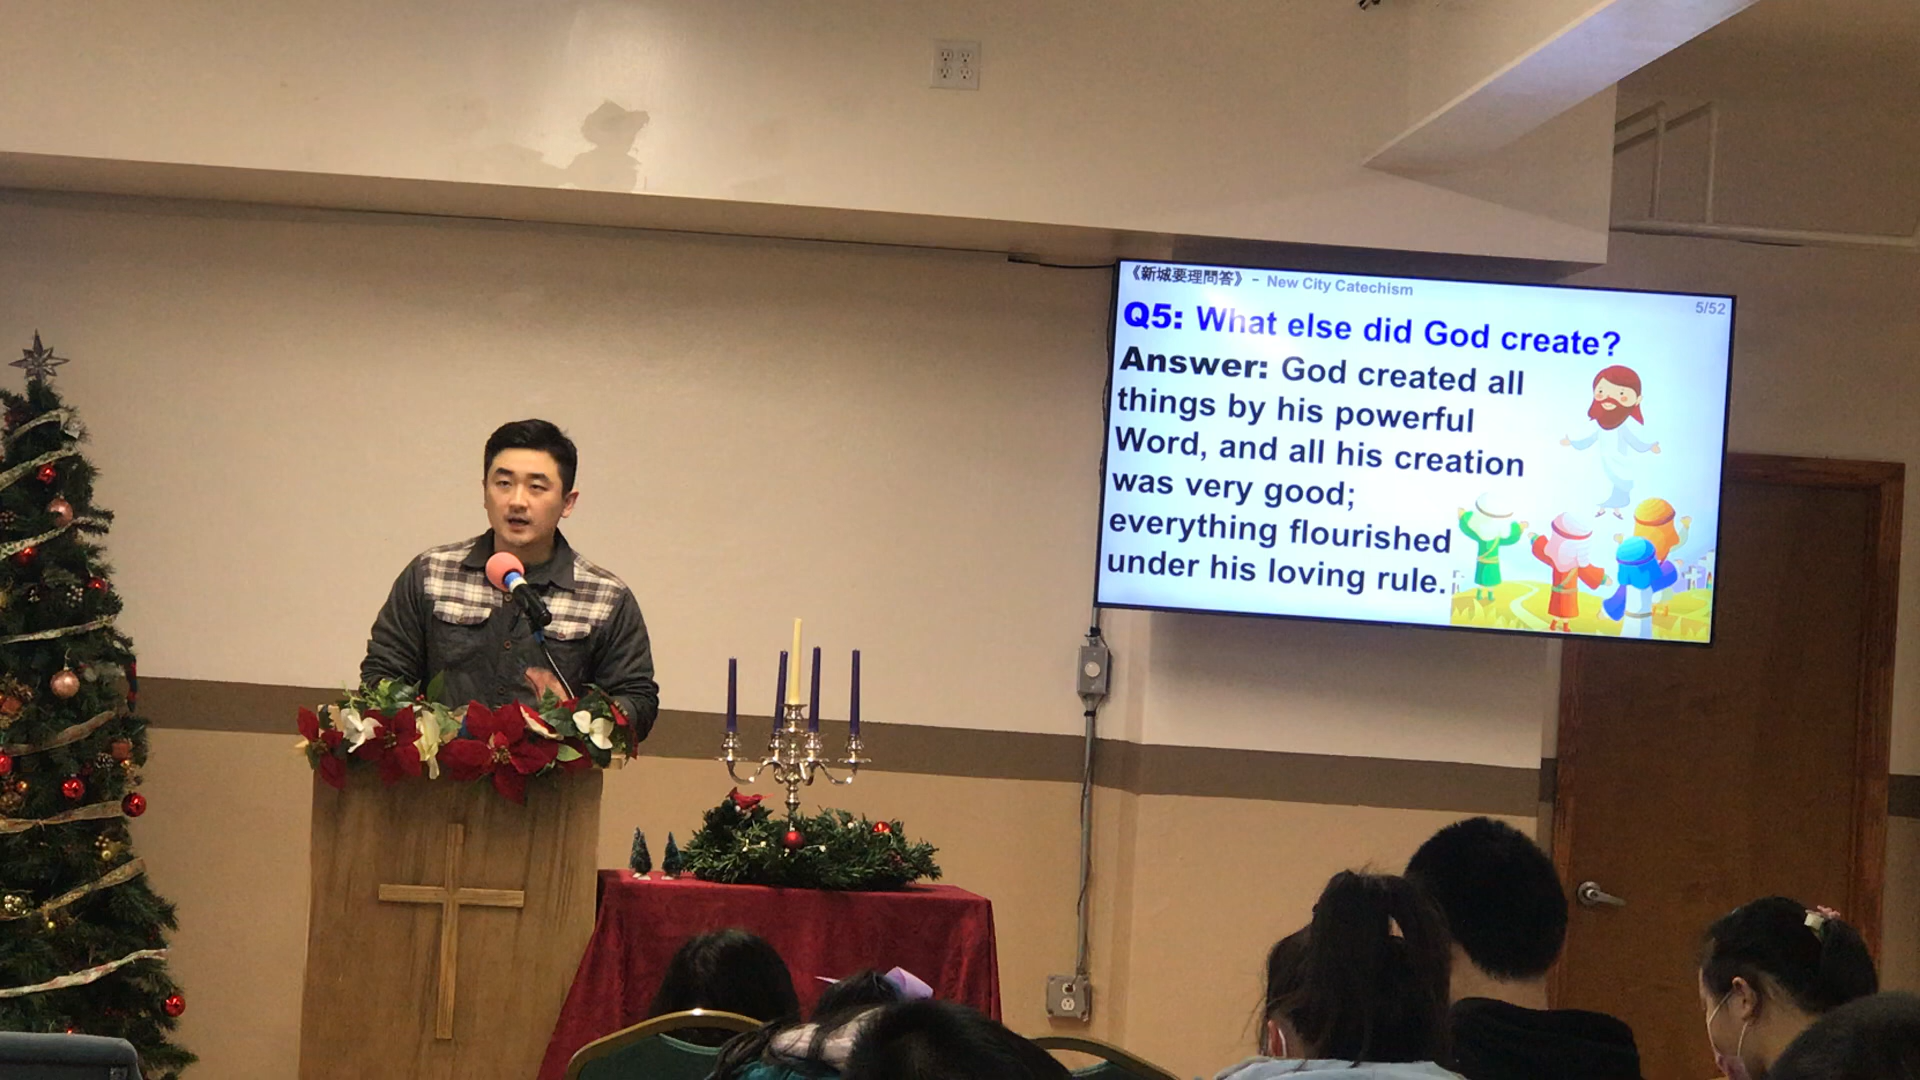 《新城要理問答》 - New City Catechism
5/52
Q5: What else did God create?
Answer: God created all
things by his powerful
Word, and all his creation
was very good;
everything flourished
under his loving rule.